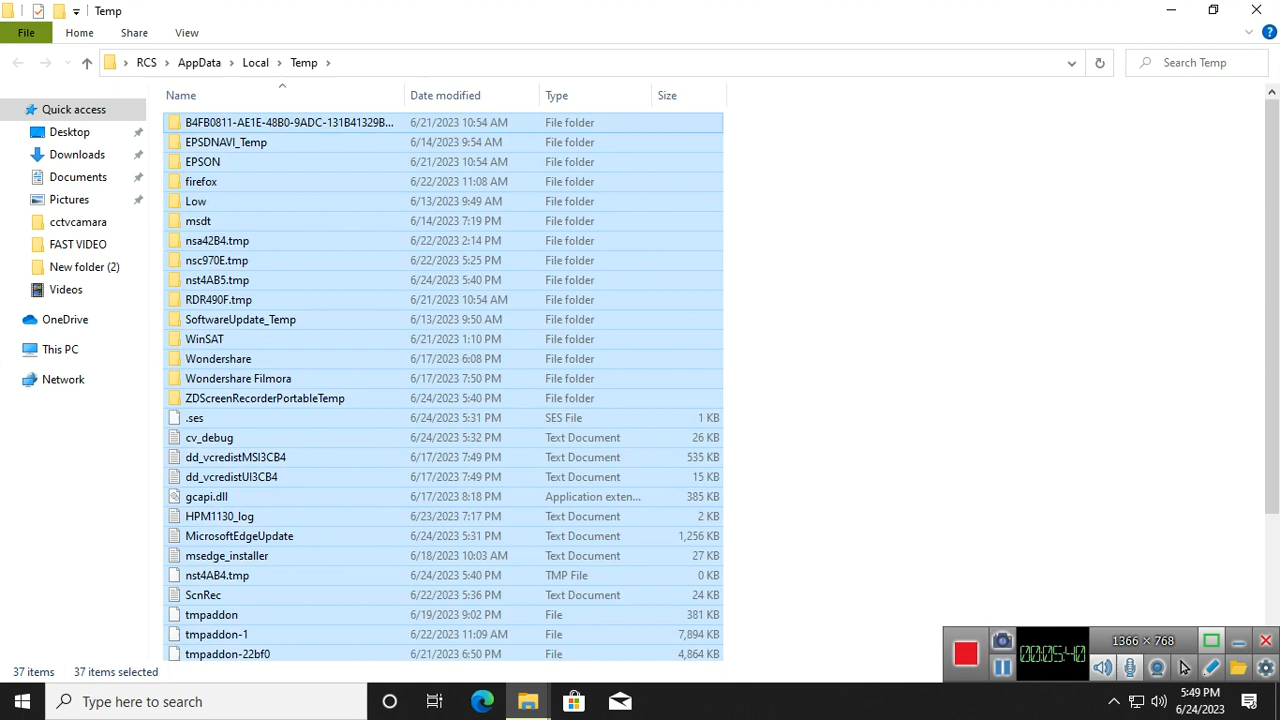 Temp
File Home Share View
RCS AppData Local Temp Search Temp
Name Date modified Type Size
Quick access
Desktop
Downloads
Documents
Pictures
cctvcamara
FAST VIDEO
New folder (2)
Videos
OneDrive
This PC
Network
B4FB0811-AE1E-48B0-9ADC-131B41329B... 6/21/2023 10:54 AM File folder
EPSDNAVI_Temp 6/14/2023 9:54 AM File folder
EPSON 6/21/2023 10:54 AM File folder
firefox 6/22/2023 11:08 AM File folder
Low 6/13/2023 9:49 AM File folder
msdt 6/14/2023 7:19 PM File folder
nsa42B4.tmp 6/22/2023 2:14 PM File folder
nsc970E.tmp 6/22/2023 5:25 PM File folder
nst4AB5.tmp 6/24/2023 5:40 PM File folder
RDR490F.tmp 6/21/2023 10:54 AM File folder
SoftwareUpdate_Temp 6/13/2023 9:50 AM File folder
WinSAT 6/21/2023 1:10 PM File folder
Wondershare 6/17/2023 6:08 PM File folder
Wondershare Filmora 6/17/2023 7:50 PM File folder
ZDScreenRecorderPortableTemp 6/24/2023 5:40 PM File folder
.ses 6/24/2023 5:31 PM SES File 1 KB
cv_debug 6/24/2023 5:32 PM Text Document 26 KB
dd_vcredistMSI3CB4 6/17/2023 7:49 PM Text Document 535 KB
dd_vcredistUI3CB4 6/17/2023 7:49 PM Text Document 15 KB
gcapi.dll 6/17/2023 8:18 PM Application exten... 385 KB
HPM1130_log 6/23/2023 7:17 PM Text Document 2 KB
MicrosoftEdgeUpdate 6/24/2023 5:31 PM Text Document 1,256 KB
msedge_installer 6/18/2023 10:03 AM Text Document 27 KB
nst4AB4.tmp 6/24/2023 5:40 PM TMP File 0 KB
ScnRec 6/22/2023 5:36 PM Text Document 24 KB
tmpaddon 6/19/2023 9:02 PM File 381 KB
tmpaddon-1 6/22/2023 11:09 AM File 7,894 KB
tmpaddon-22bf0 6/21/2023 6:50 PM File 4,864 KB
37 items 37 items selected
00:05:40 1366 × 768
Type here to search
5:49 PM
6/24/2023